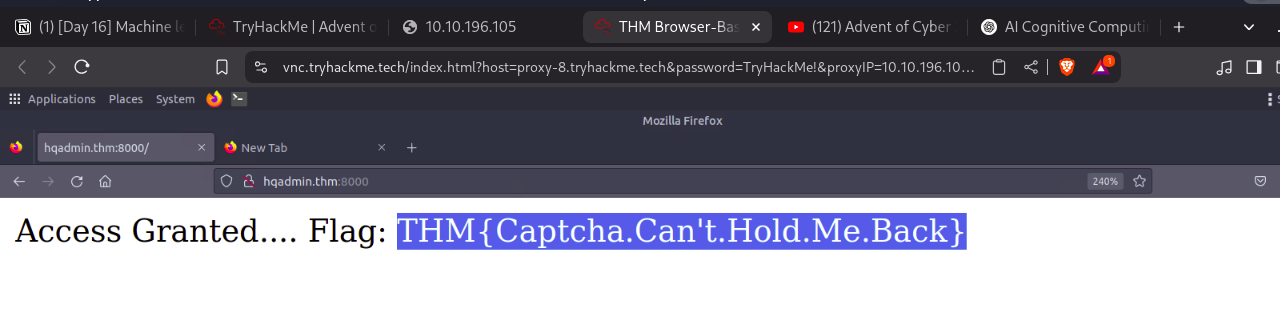 (1) [Day 16] Machine le
TryHackMe | Advent o
10.10.196.105
THM Browser-Bas
(121) Advent of Cyber
AI Cognitive Computi
vnc.tryhackme.tech/index.html?host=proxy-8.tryhackme.tech&password=TryHackMe!&proxyIP=10.10.196.10...
1
Applications Places System
Mozilla Firefox
hqadmin.thm:8000/
New Tab
hqadmin.thm:8000
240%
Access Granted.... Flag: THM{Captcha.Can't.Hold.Me.Back}